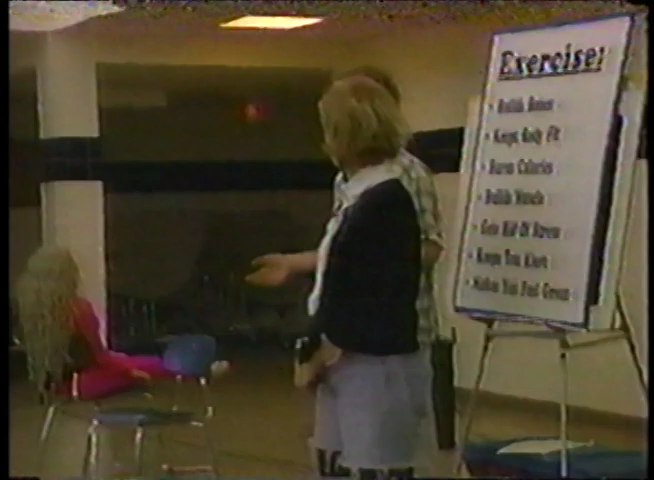 Exercise:
• Builds Bones
• Keeps Body Fit
• Burns Calories
• Builds Muscle
• Gets Rid Of Stress
• Keeps You Alert
• Makes You Feel Great